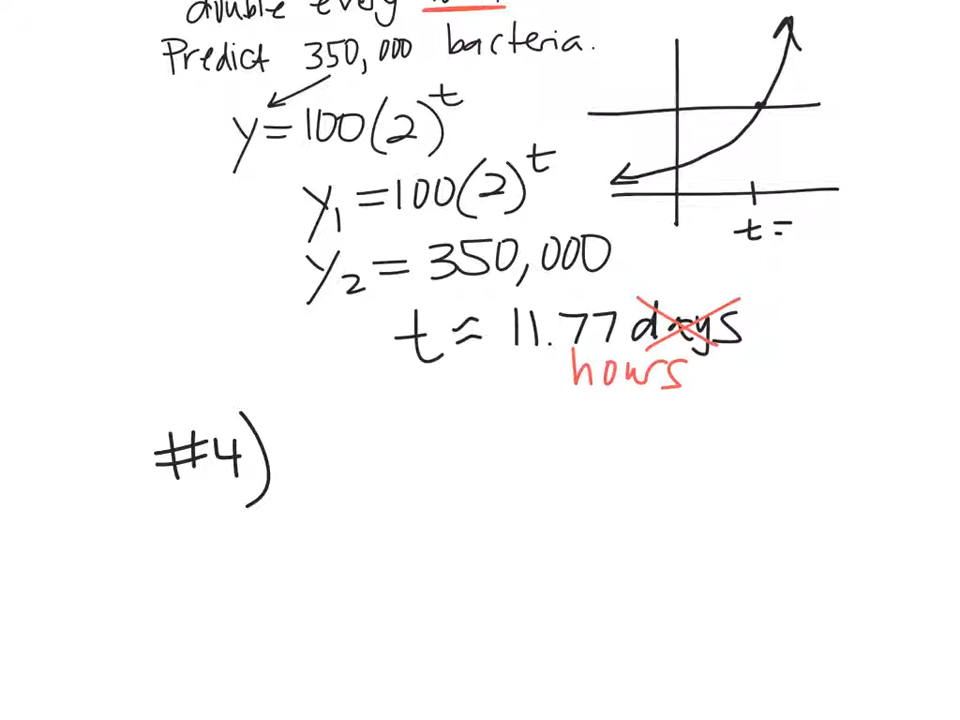 double every
Predict 350,000 bacteria.
y = 100(2)^t
y₁ = 100(2)^t
y₂ = 350,000
t =
t ≈ 11.77 days
hours
#4)